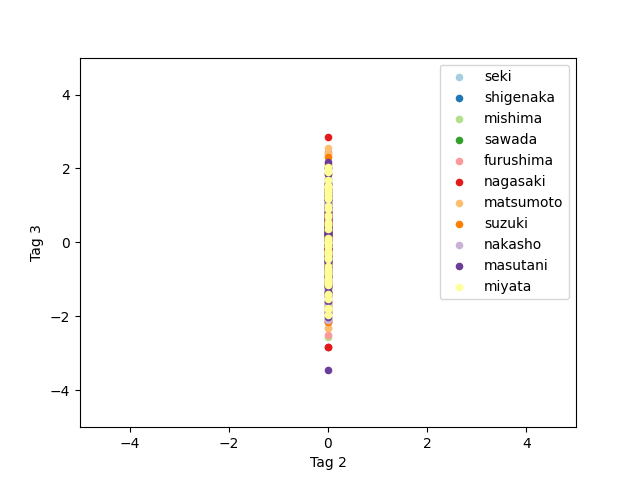 seki
shigenaka
mishima
sawada
furushima
nagasaki
matsumoto
suzuki
nakasho
masutani
miyata
4
2
0
−2
−4
Tag 3
−4
−2
0
2
4
Tag 2